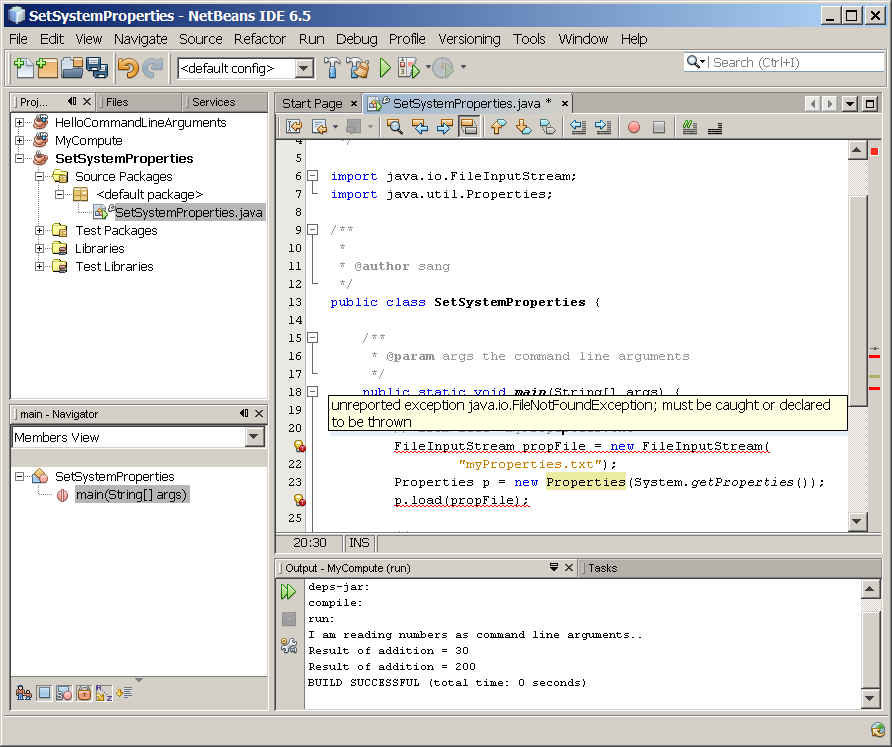 SetSystemProperties - NetBeans IDE 6.5
File Edit View Navigate Source Refactor Run Debug Profile Versioning Tools Window Help
<default config>
Search (Ctrl+I)
Proj... Files Services
HelloCommandLineArguments
MyCompute
SetSystemProperties
Source Packages
<default package>
SetSystemProperties.java
Test Packages
Libraries
Test Libraries
main - Navigator
Members View
SetSystemProperties
main(String[] args)
Start Page SetSystemProperties.java *
5
6 import java.io.FileInputStream;
7 import java.util.Properties;
8
9 /**
10 *
11 * @author sang
12 */
13 public class SetSystemProperties {
14
15 /**
16 * @param args the command line arguments
17 */
18 public static void main(String[] args) {
19
unreported exception java.io.FileNotFoundException; must be caught or declared
to be thrown
20
FileInputStream propFile = new FileInputStream(
22 "myProperties.txt");
23 Properties p = new Properties(System.getProperties());
p.load(propFile);
25
20:30 INS
Output - MyCompute (run) Tasks
deps-jar:
compile:
run:
I am reading numbers as command line arguments..
Result of addition = 30
Result of addition = 200
BUILD SUCCESSFUL (total time: 0 seconds)